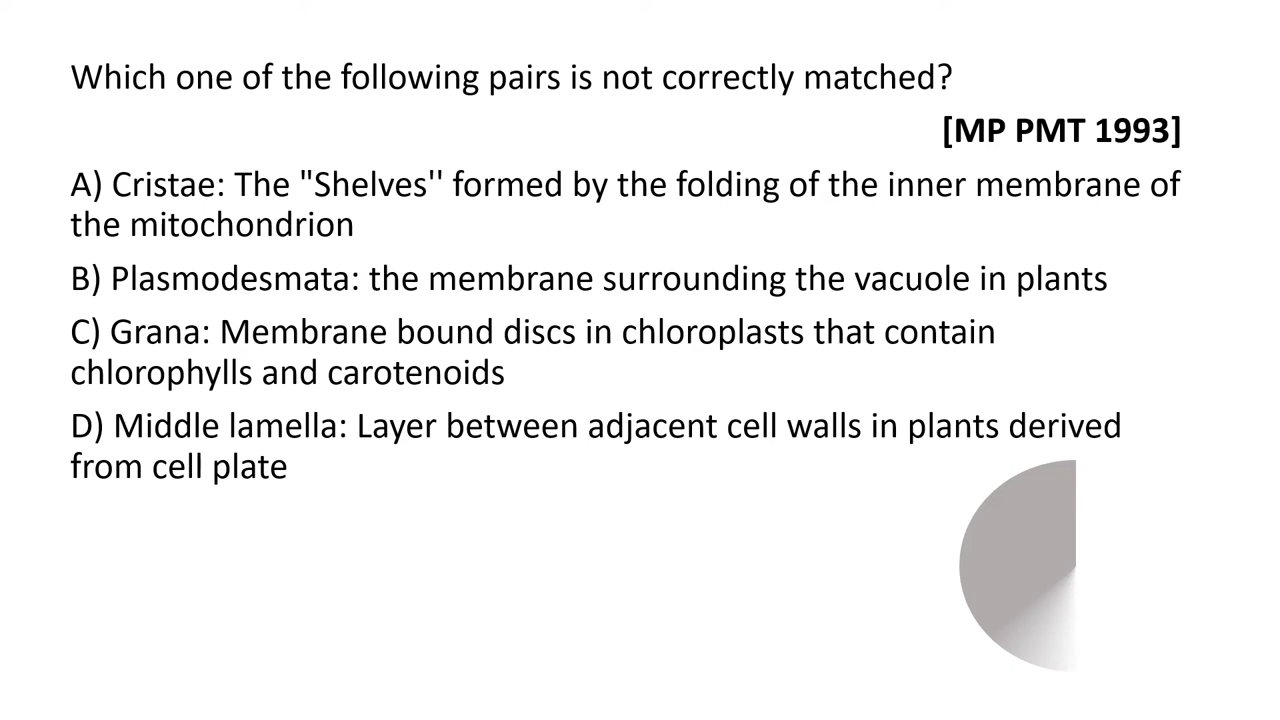 Which one of the following pairs is not correctly matched?
[MP PMT 1993]
A) Cristae: The "Shelves'' formed by the folding of the inner membrane of
the mitochondrion
B) Plasmodesmata: the membrane surrounding the vacuole in plants
C) Grana: Membrane bound discs in chloroplasts that contain
chlorophylls and carotenoids
D) Middle lamella: Layer between adjacent cell walls in plants derived
from cell plate